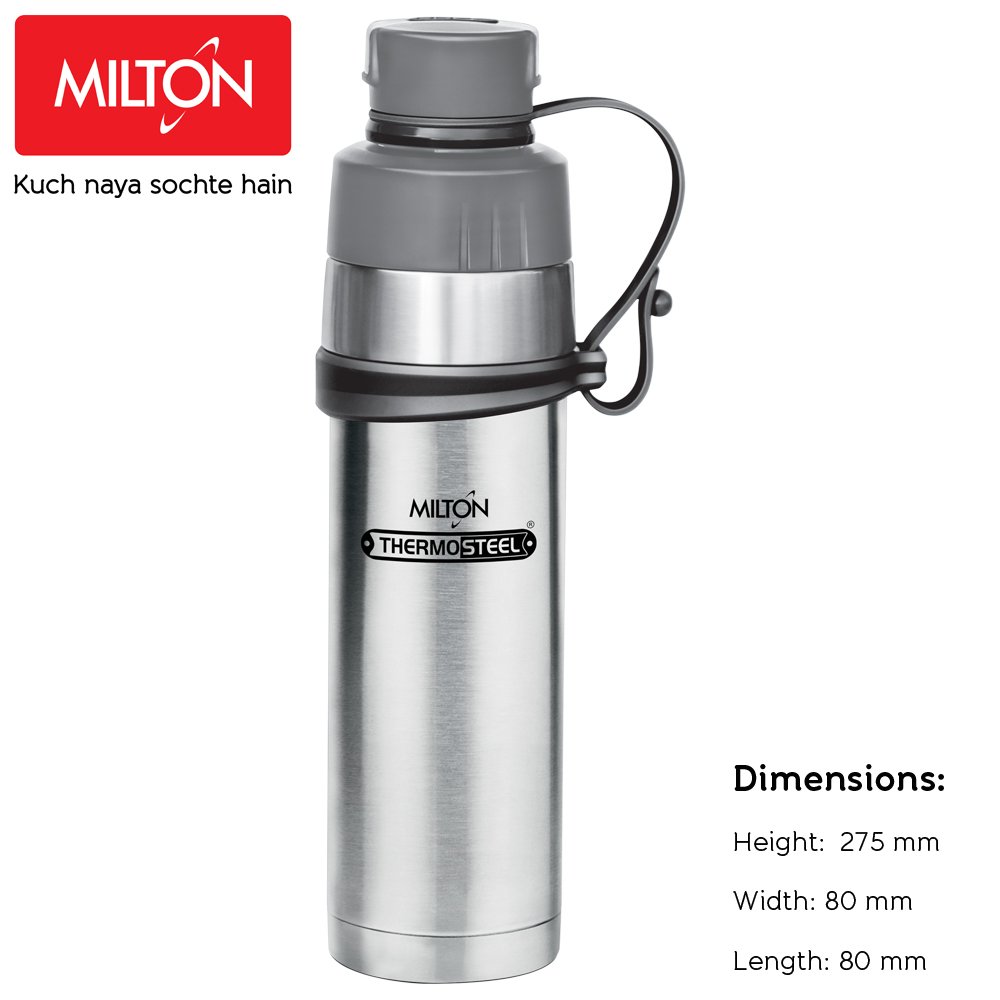 MILTON
Kuch naya sochte hain
MILTON
THERMOSTEEL®
Dimensions:
Height: 275 mm
Width: 80 mm
Length: 80 mm